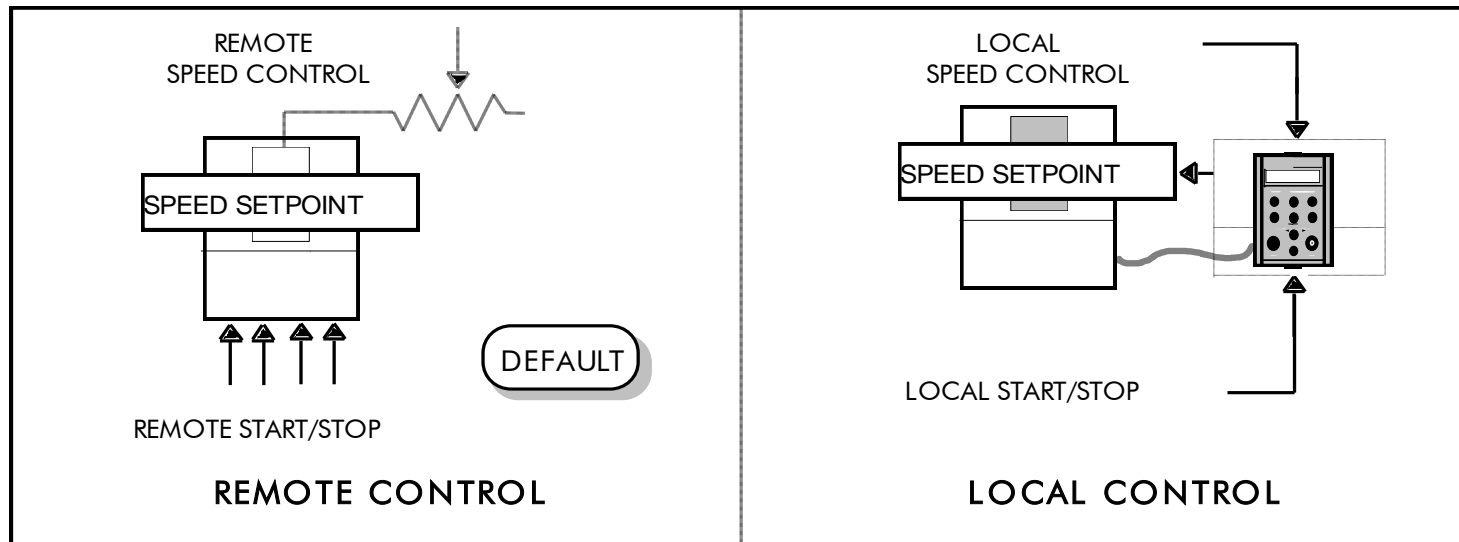 REMOTE
SPEED CONTROL
SPEED SETPOINT
DEFAULT
REMOTE START/STOP
REMOTE CONTROL
LOCAL
SPEED CONTROL
SPEED SETPOINT
LOCAL START/STOP
LOCAL CONTROL